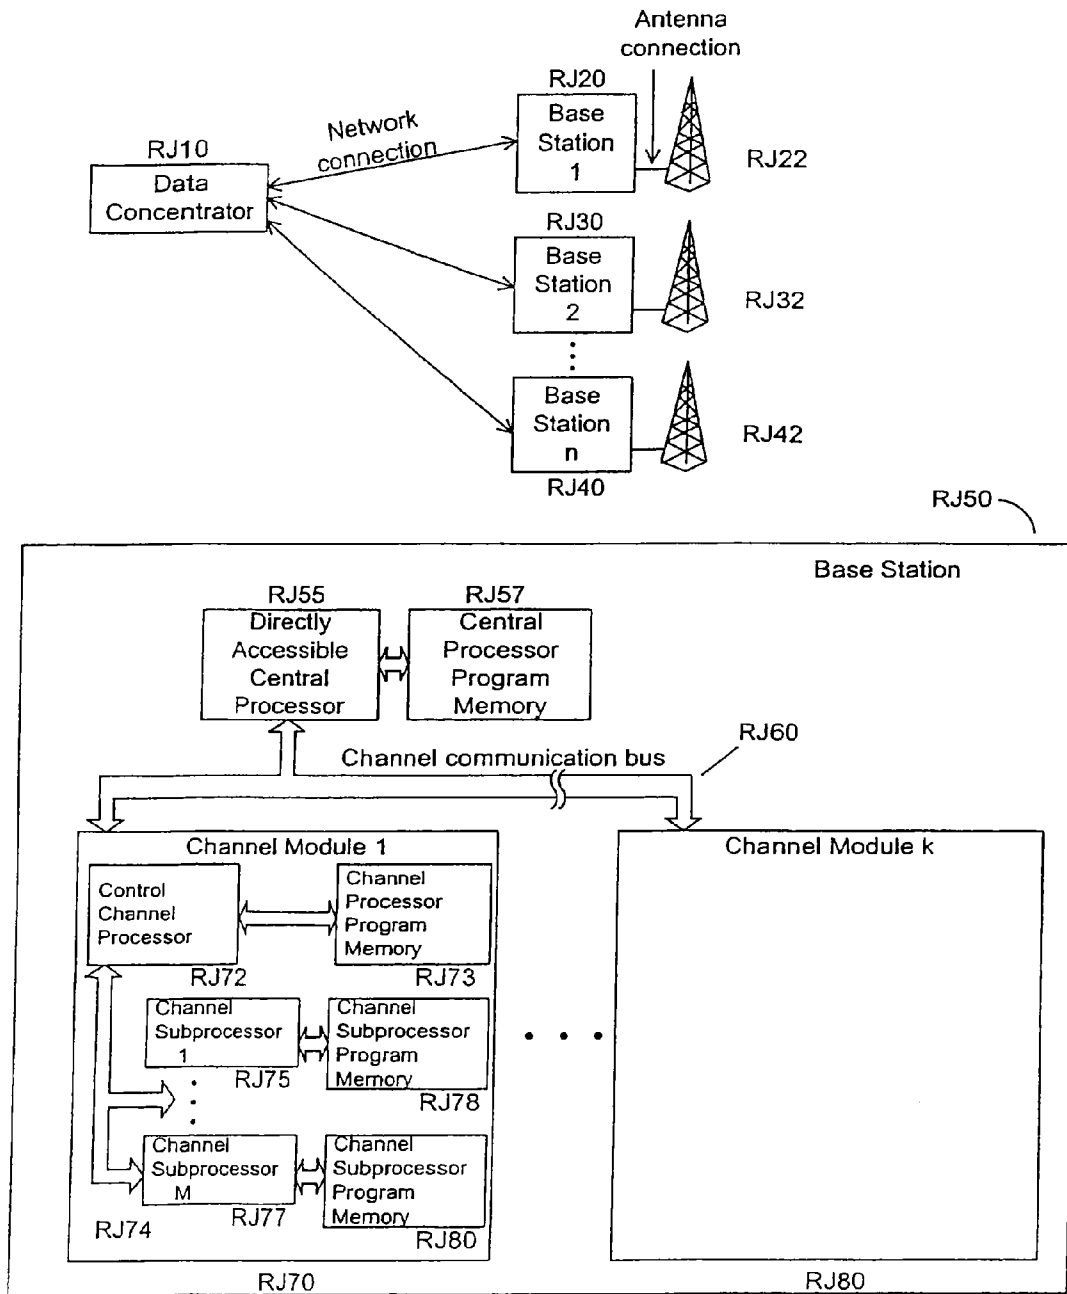 Antenna
connection
RJ20
Base
Station
1
RJ22
Network
connection
RJ10
Data
Concentrator
RJ30
Base
Station
2
RJ32
Base
Station
n
RJ42
RJ40
RJ50
Base Station
RJ55
Directly
Accessible
Central
Processor
RJ57
Central
Processor
Program
Memory
RJ60
Channel communication bus
Channel Module 1
Control
Channel
Processor
RJ72
Channel
Processor
Program
Memory
RJ73
Channel
Subprocessor
1
RJ75
Channel
Subprocessor
Program
Memory
RJ78
Channel
Subprocessor
M
RJ77
Channel
Subprocessor
Program
Memory
RJ80
RJ74
RJ70
Channel Module k
RJ80